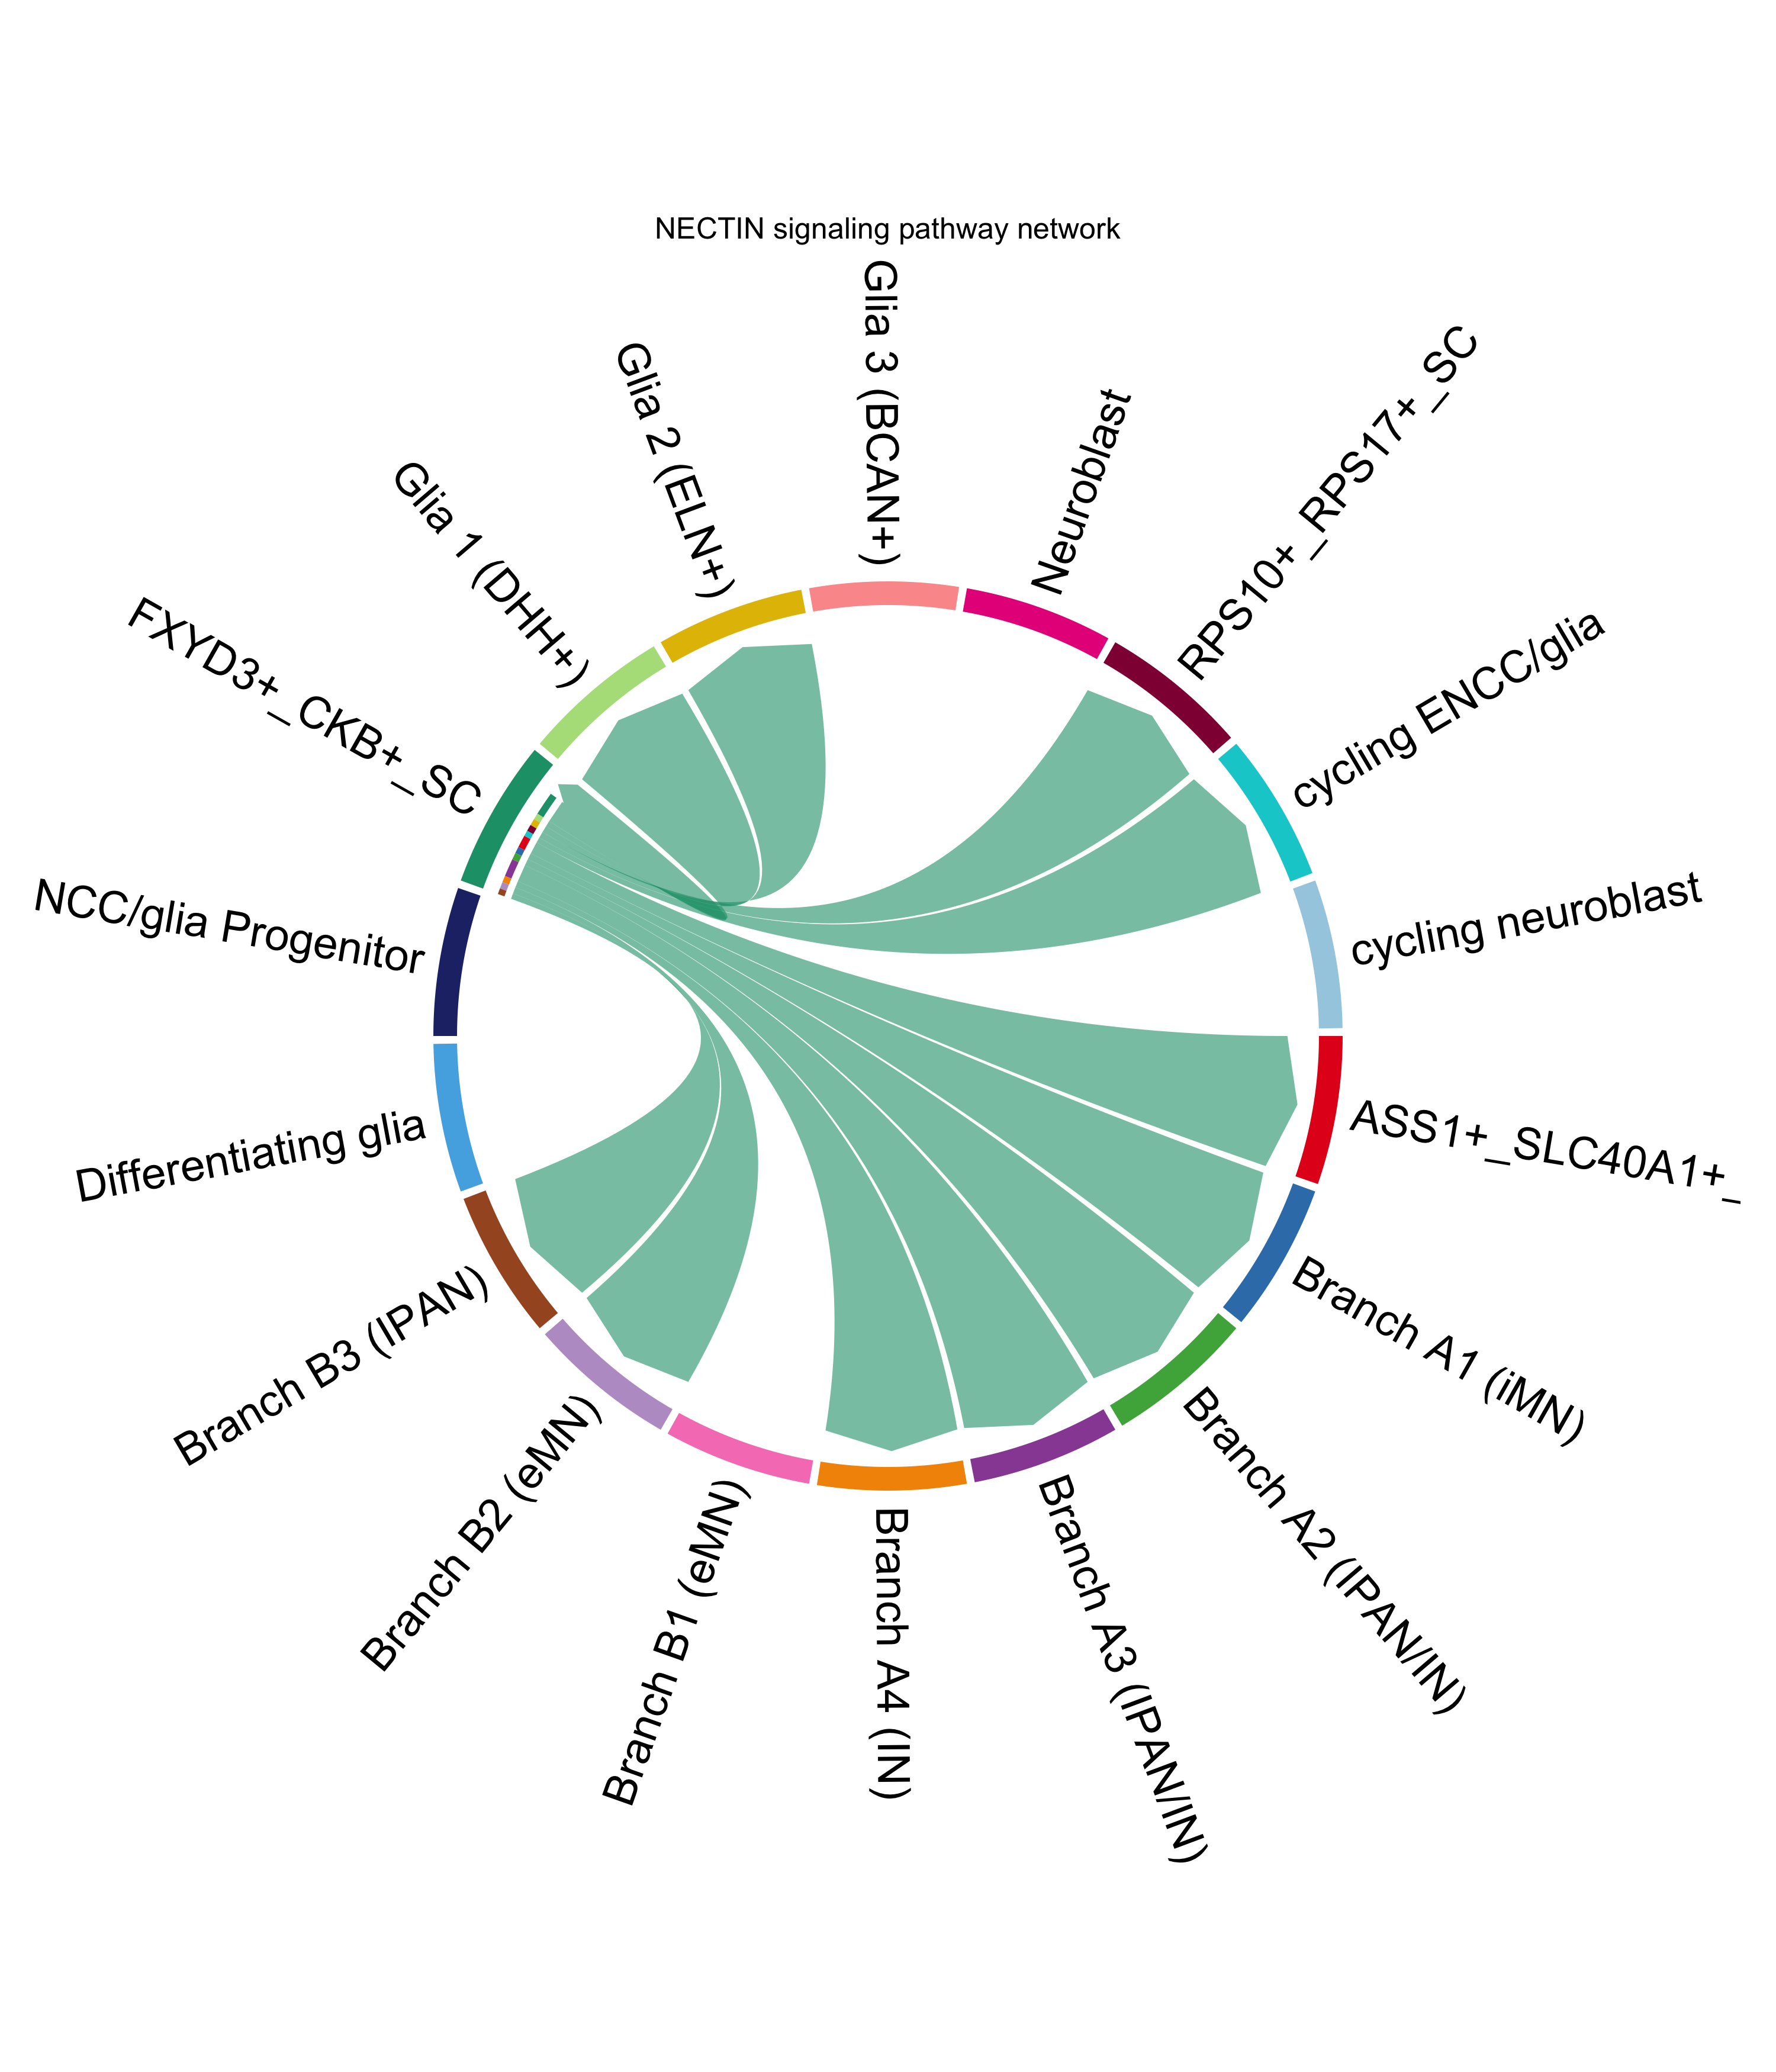 NECTIN signaling pathway network
Glia 3 (BCAN+)
Neuroblast
RPS10+_RPS17+_SC
cycling ENCC/glia
cycling neuroblast
ASS1+_SLC40A1+_
Branch A1 (iMN)
Branch A2 (IPAN/IN)
Branch A3 (IPAN/IN)
Branch A4 (IN)
Branch B1 (eMN)
Branch B2 (eMN)
Branch B3 (IPAN)
Differentiating glia
NCC/glia Progenitor
FXYD3+_CKB+_SC
Glia 1 (DHH+)
Glia 2 (ELN+)